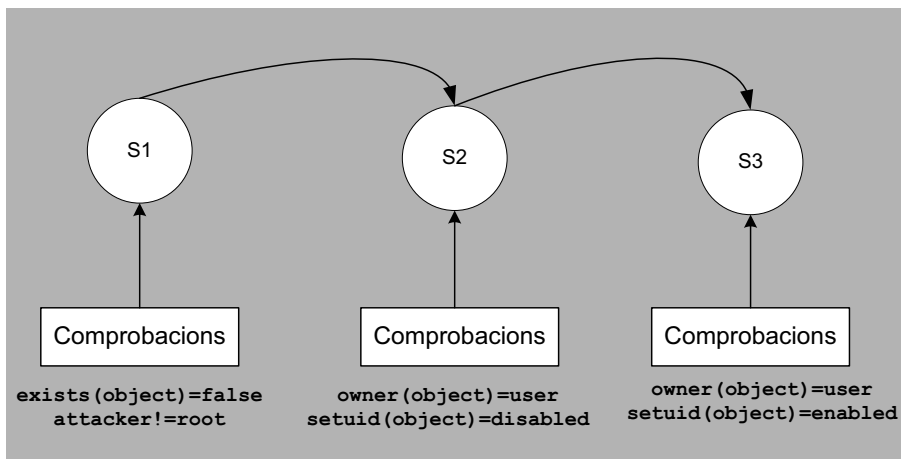 S1
S2
S3
Comprobacions
Comprobacions
Comprobacions
exists(object)=false
attacker!=root
owner(object)=user
setuid(object)=disabled
owner(object)=user
setuid(object)=enabled